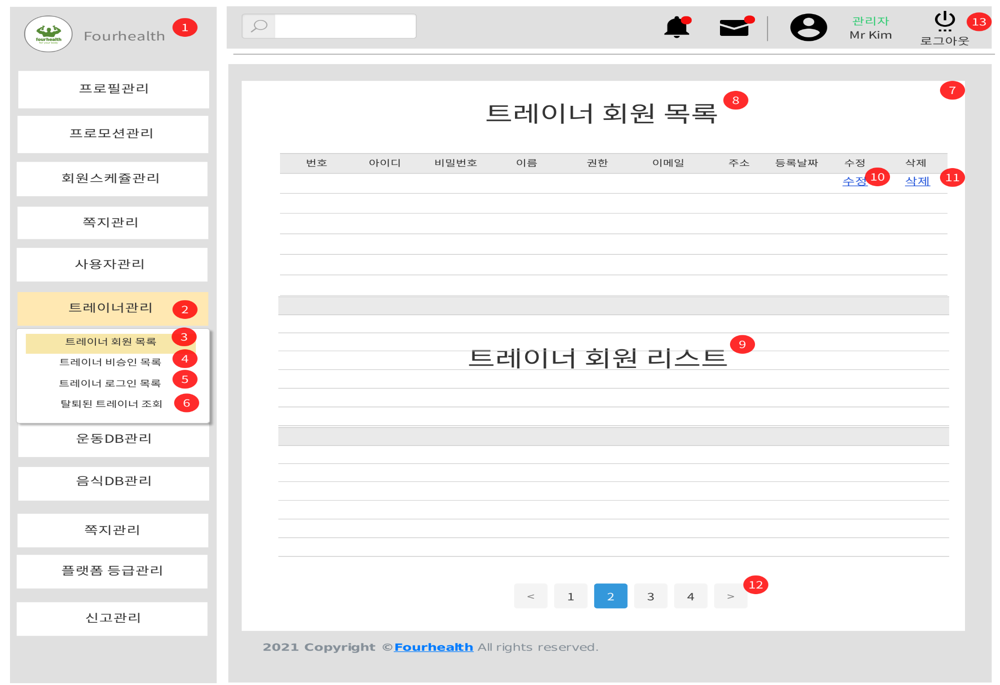 fourhealth
for your body
Fourhealth
1
프로필관리
프로모션관리
회원스케쥴관리
쪽지관리
사용자관리
트레이너관리
2
트레이너 회원 목록
3
트레이너 비승인 목록
4
트레이너 로그인 목록
5
탈퇴된 트레이너 조회
6
운동DB관리
음식DB관리
쪽지관리
플랫폼 등급관리
신고관리
관리자
Mr Kim
로그아웃
13
7
트레이너 회원 목록
8
번호 아이디 비밀번호 이름 권한 이메일 주소 등록날짜 수정 삭제
수정 10 삭제 11
트레이너 회원 리스트
9
< 1 2 3 4 >
12
2021 Copyright ©Fourhealth All rights reserved.